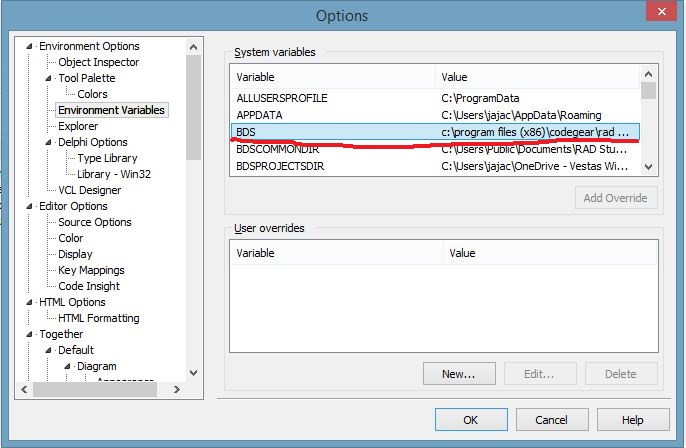 Options
Environment Options
Object Inspector
Tool Palette
Colors
Environment Variables
Explorer
Delphi Options
Type Library
Library - Win32
VCL Designer
Editor Options
Source Options
Color
Display
Key Mappings
Code Insight
HTML Options
HTML Formatting
Together
Default
Diagram
Appearance
System variables
Variable Value
ALLUSERSPROFILE C:\ProgramData
APPDATA C:\Users\jajac\AppData\Roaming
BDS c:\program files (x86)\codegear\rad ...
BDSCOMMONDIR C:\Users\Public\Documents\RAD Stu...
BDSPROJECTSDIR C:\Users\jajac\OneDrive - Vestas Wi...
Add Override
User overrides
Variable Value
New... Edit... Delete
OK Cancel Help